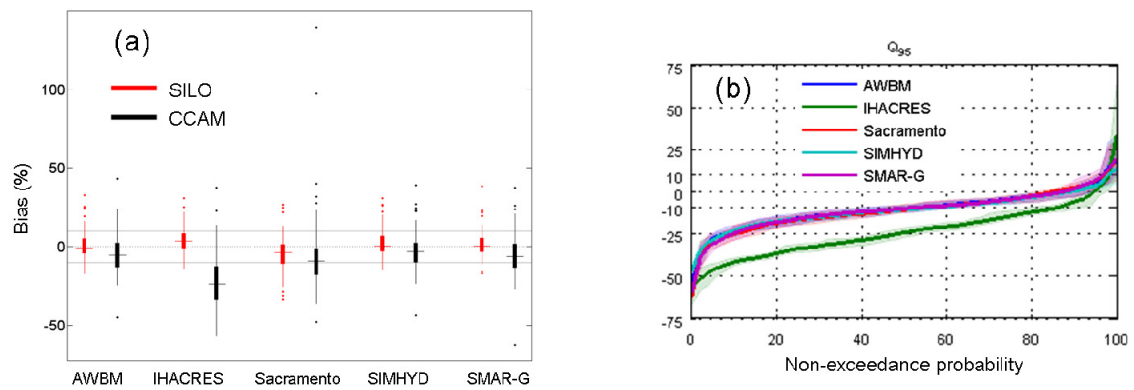 (a)
SILO
CCAM
100
50
0
-50
Bias (%)
AWBM IHACRES Sacramento SIMHYD SMAR-G
Q95
(b)
AWBM
IHACRES
Sacramento
SIMHYD
SMAR-G
75
50
25
10
0
-10
-25
-50
-75
0 20 40 60 80 100
Non-exceedance probability